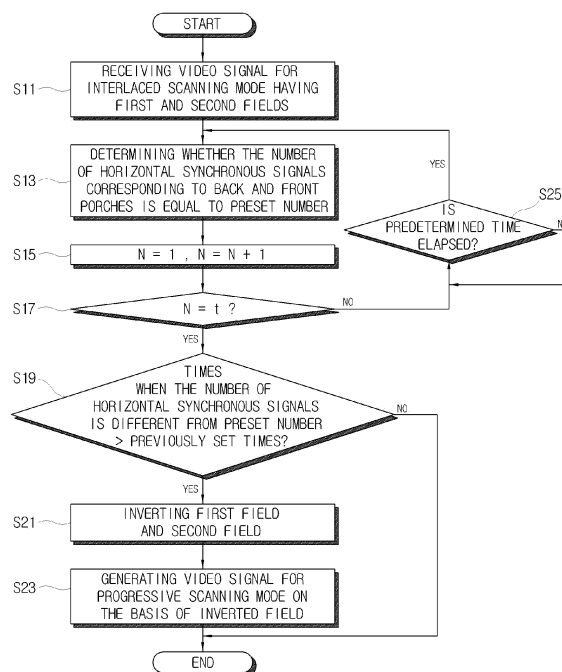 START
S11
RECEIVING VIDEO SIGNAL FOR
INTERLACED SCANNING MODE HAVING
FIRST AND SECOND FIELDS
YES
S13
DETERMINING WHETHER THE NUMBER
OF HORIZONTAL SYNCHRONOUS SIGNALS
CORRESPONDING TO BACK AND FRONT
PORCHES IS EQUAL TO PRESET NUMBER
S25
IS
PREDETERMINED TIME
ELAPSED?
S15
N = 1 , N = N + 1
S17
N = t ?
NO
YES
S19
TIMES
WHEN THE NUMBER OF
HORIZONTAL SYNCHRONOUS SIGNALS
IS DIFFERENT FROM PRESET NUMBER
> PREVIOUSLY SET TIMES?
NO
YES
S21
INVERTING FIRST FIELD
AND SECOND FIELD
S23
GENERATING VIDEO SIGNAL FOR
PROGRESSIVE SCANNING MODE ON
THE BASIS OF INVERTED FIELD
END